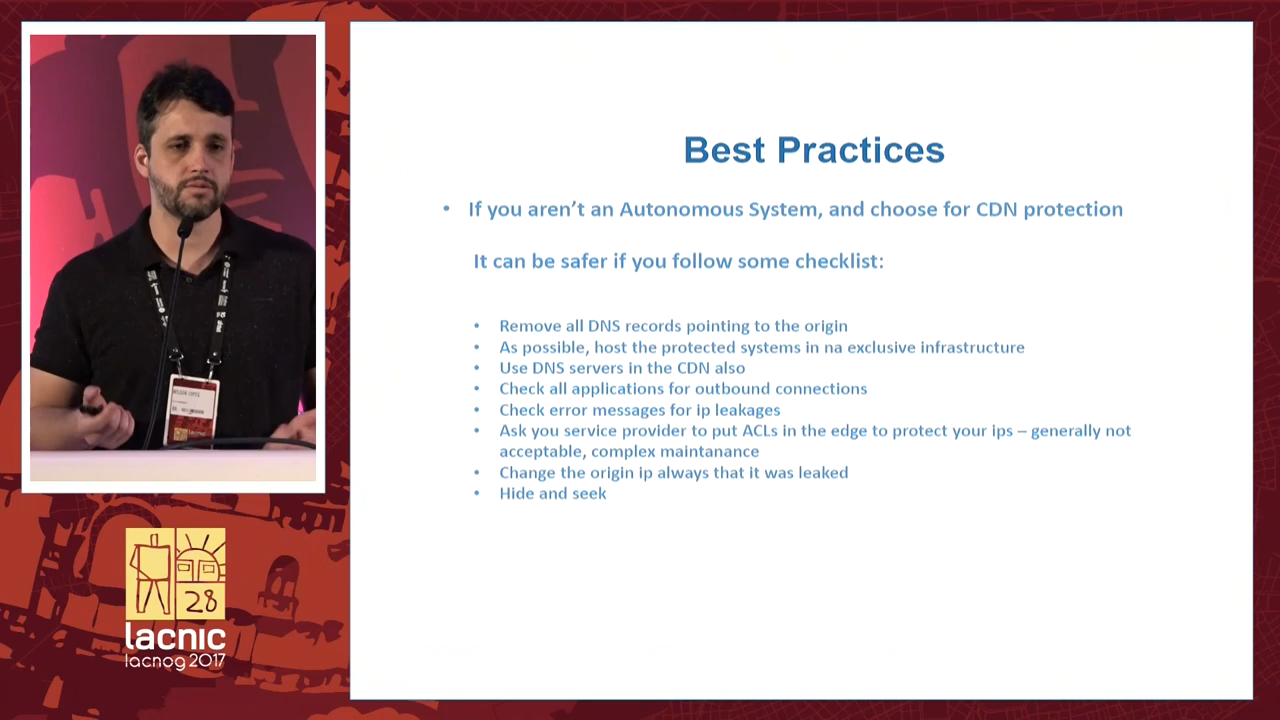 Best Practices
• If you aren't an Autonomous System, and choose for CDN protection
It can be safer if you follow some checklist:
• Remove all DNS records pointing to the origin
• As possible, host the protected systems in na exclusive infrastructure
• Use DNS servers in the CDN also
• Check all applications for outbound connections
• Check error messages for ip leakages
• Ask you service provider to put ACLs in the edge to protect your ips – generally not
acceptable, complex maintanance
• Change the origin ip always that it was leaked
• Hide and seek
28
lacnic
lacnog 2017